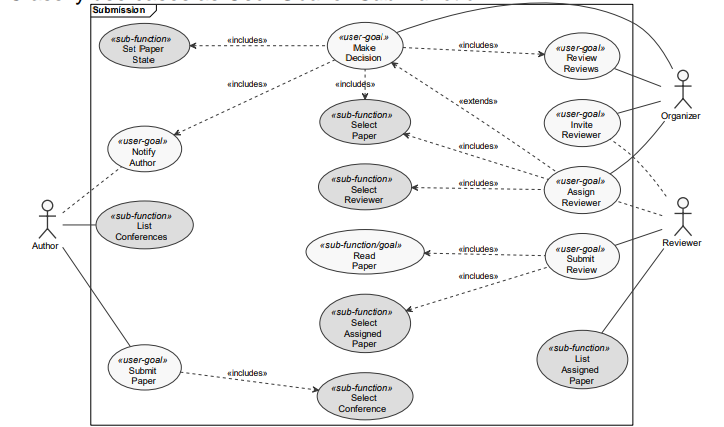 Submission
«sub-function»
Set Paper
State
«includes»
«user-goal»
Make
Decision
«includes»
«user-goal»
Review
Reviews
«includes»
«includes»
Organizer
«extends»
«sub-function»
Select
Paper
«user-goal»
Invite
Reviewer
«user-goal»
Notify
Author
«includes»
«sub-function»
Select
Reviewer
«includes»
«user-goal»
Assign
Reviewer
Author
«sub-function»
List
Conferences
Reviewer
«sub-function/goal»
Read
Paper
«includes»
«user-goal»
Submit
Review
«includes»
«sub-function»
Select
Assigned
Paper
«sub-function»
List
Assigned
Paper
«user-goal»
Submit
Paper
«includes»
«sub-function»
Select
Conference